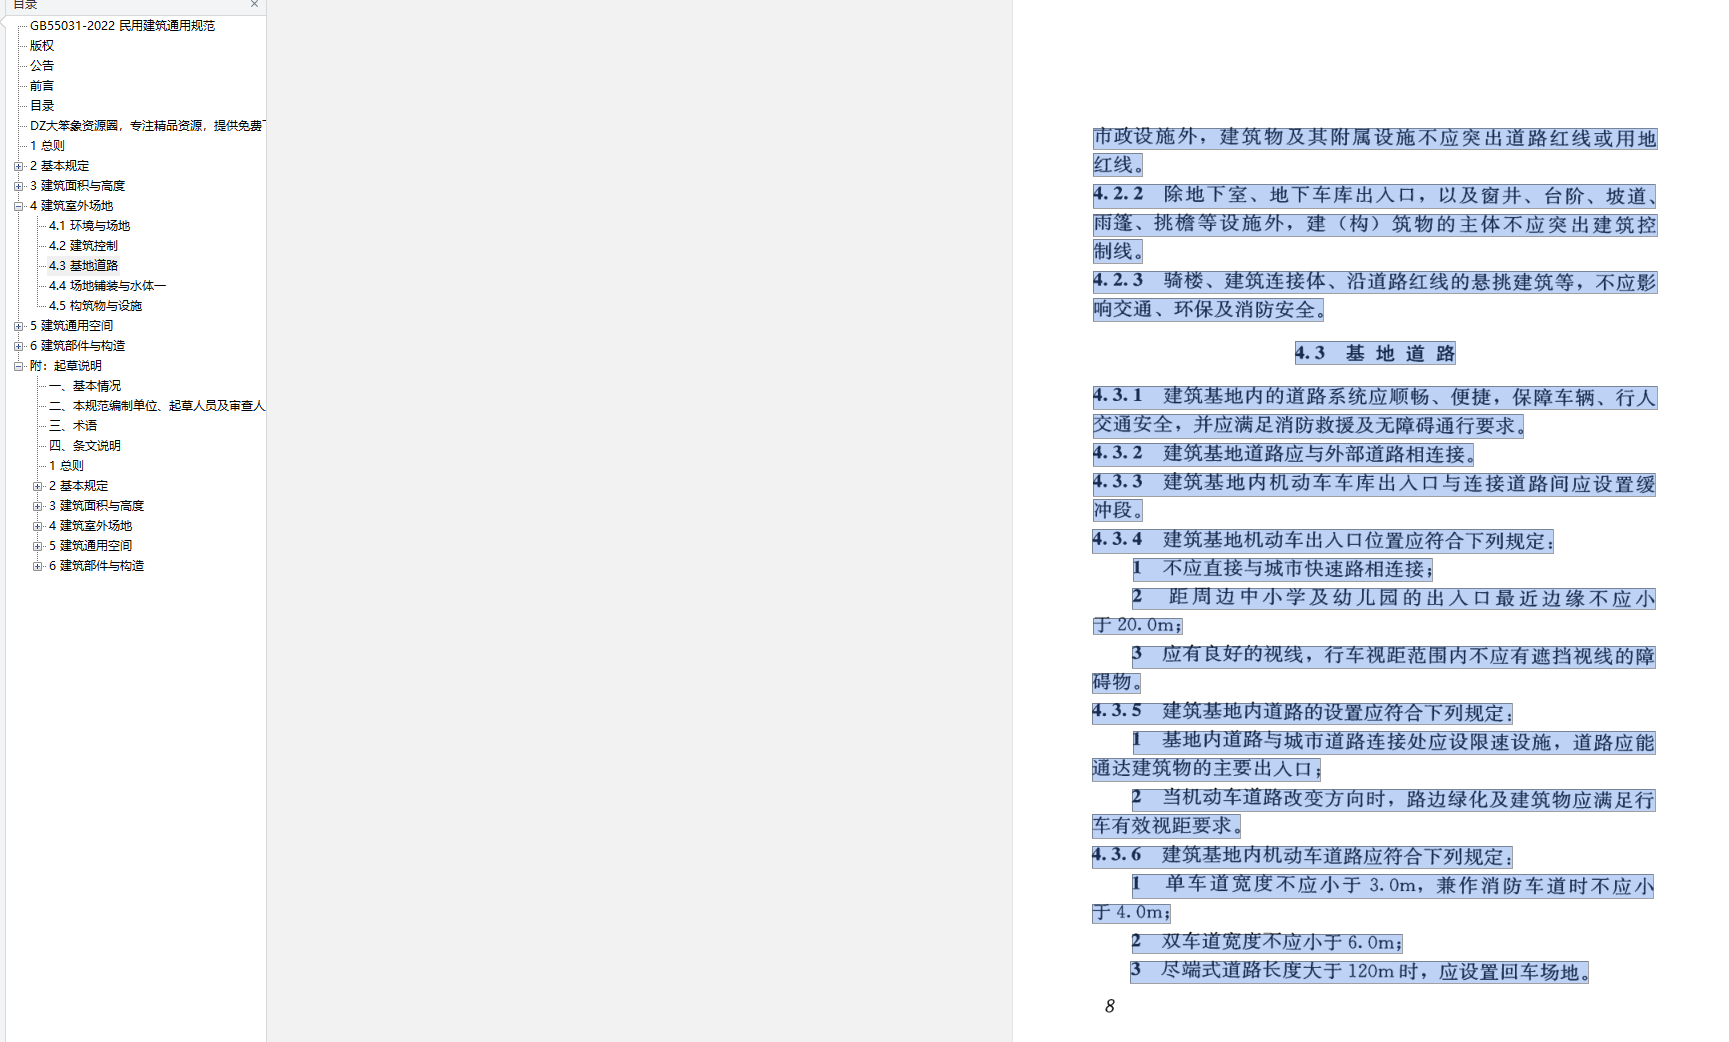 目录
GB55031-2022 民用建筑通用规范
版权
公告
前言
目录
DZ大笨象资源圈，专注精品资源，提供免费
1 总则
2 基本规定
3 建筑面积与高度
4 建筑室外场地
4.1 环境与场地
4.2 建筑控制
4.3 基地道路
4.4 场地铺装与水体一
4.5 构筑物与设施
5 建筑通用空间
6 建筑部件与构造
附：起草说明
一、基本情况
二、本规范编制单位、起草人员及审查人
三、术语
四、条文说明
1 总则
2 基本规定
3 建筑面积与高度
4 建筑室外场地
5 建筑通用空间
6 建筑部件与构造
市政设施外，建筑物及其附属设施不应突出道路红线或用地
红线。
4.2.2 除地下室、地下车库出入口，以及窗井、台阶、坡道、
雨篷、挑檐等设施外，建（构）筑物的主体不应突出建筑控
制线。
4.2.3 骑楼、建筑连接体、沿道路红线的悬挑建筑等，不应影
响交通、环保及消防安全。
4.3 基地道路
4.3.1 建筑基地内的道路系统应顺畅、便捷，保障车辆、行人
交通安全，并应满足消防救援及无障碍通行要求。
4.3.2 建筑基地道路应与外部道路相连接。
4.3.3 建筑基地内机动车车库出入口与连接道路间应设置缓
冲段。
4.3.4 建筑基地机动车出入口位置应符合下列规定：
1 不应直接与城市快速路相连接；
2 距周边中小学及幼儿园的出入口最近边缘不应小
于 20.0m；
3 应有良好的视线，行车视距范围内不应有遮挡视线的障
碍物。
4.3.5 建筑基地内道路的设置应符合下列规定：
1 基地内道路与城市道路连接处应设限速设施，道路应能
通达建筑物的主要出入口；
2 当机动车道路改变方向时，路边绿化及建筑物应满足行
车有效视距要求。
4.3.6 建筑基地内机动车道路应符合下列规定：
1 单车道宽度不应小于 3.0m，兼作消防车道时不应小
于 4.0m；
2 双车道宽度不应小于 6.0m；
3 尽端式道路长度大于 120m 时，应设置回车场地。
8